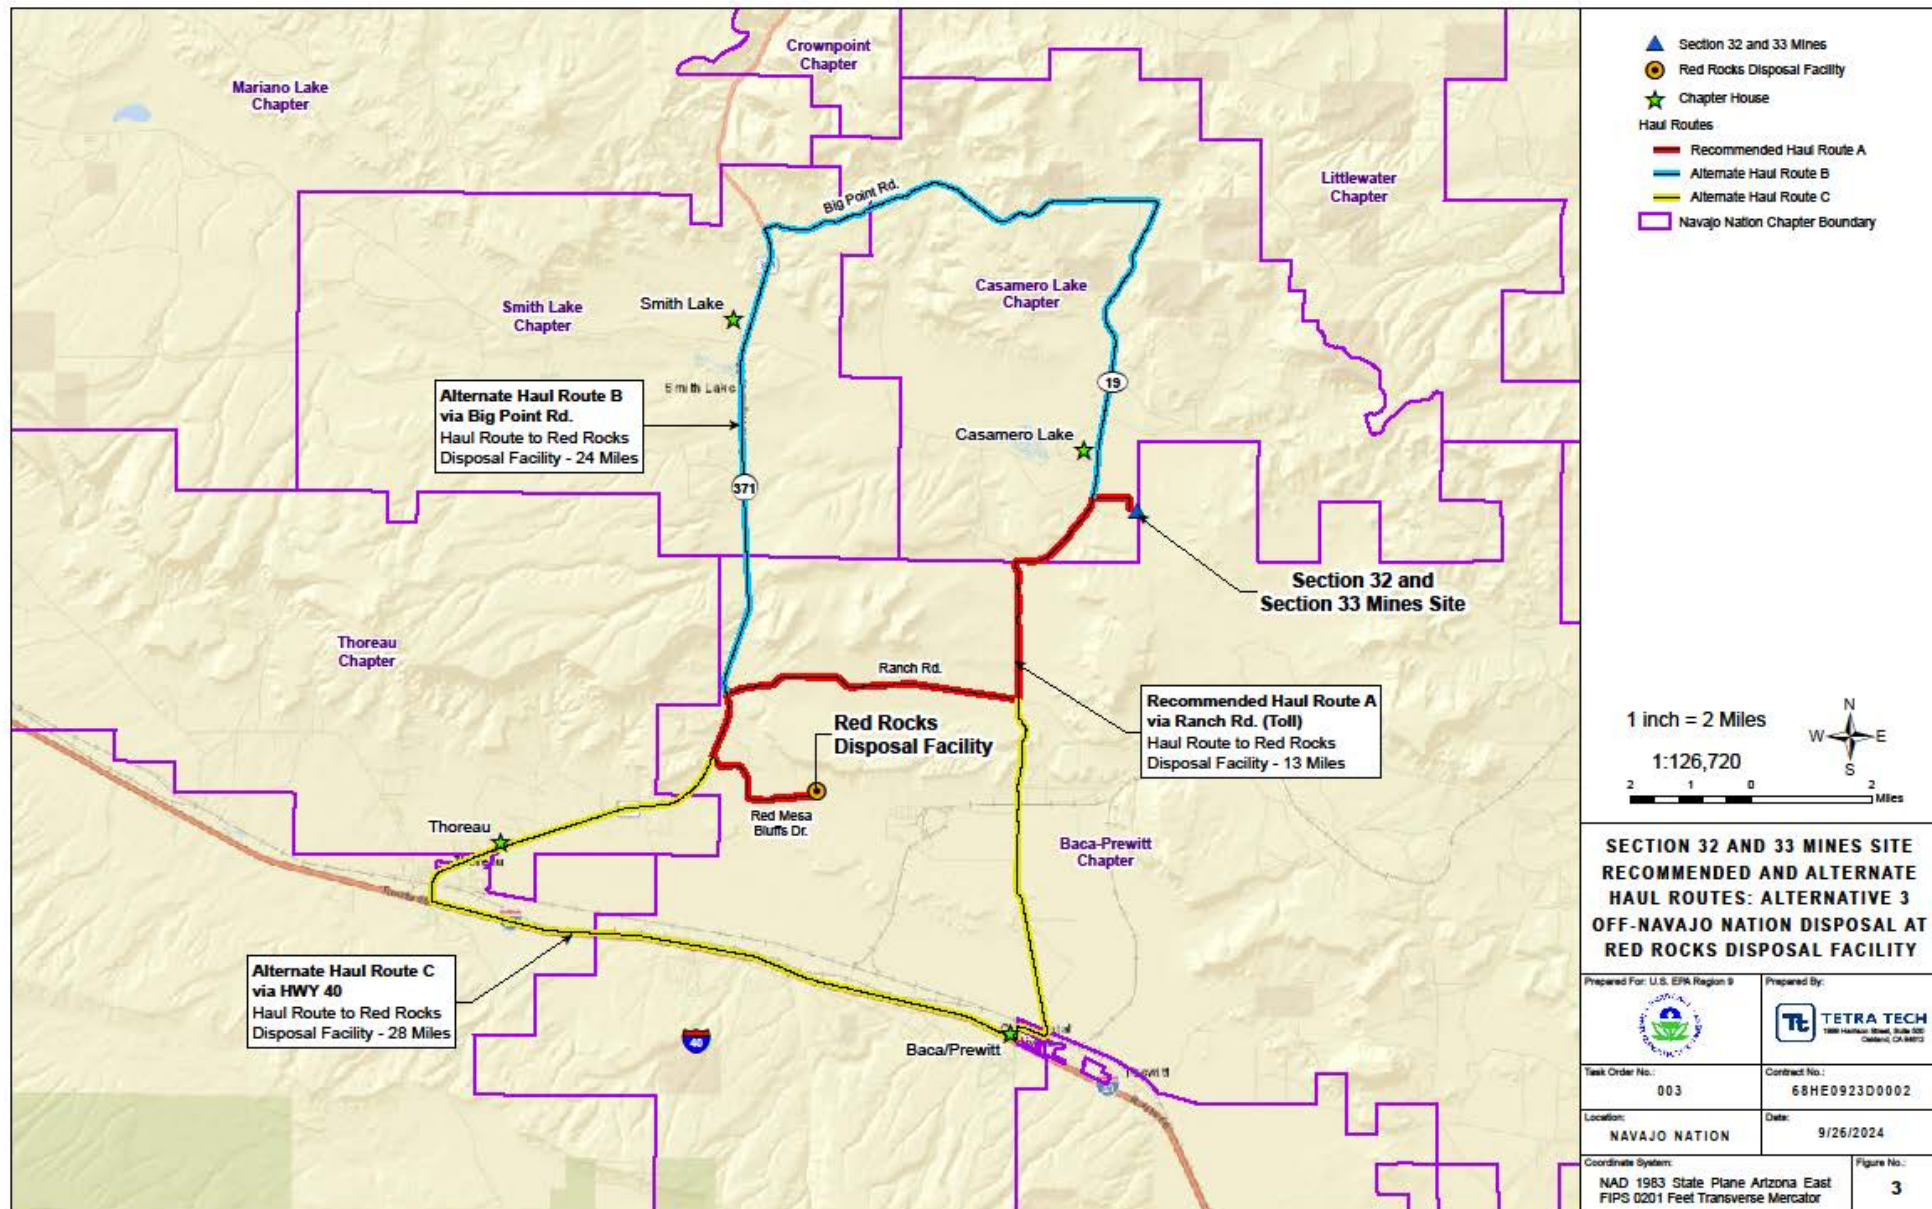 Crownpoint
Chapter
Mariano Lake
Chapter
Littlewater
Chapter
Big Point Rd.
Casamero Lake
Chapter
Smith Lake
Chapter
Smith Lake
Smith Lake
19
Alternate Haul Route B
via Big Point Rd.
Haul Route to Red Rocks
Disposal Facility - 24 Miles
Casamero Lake
371
Section 32 and
Section 33 Mines Site
Thoreau
Chapter
Ranch Rd.
Recommended Haul Route A
via Ranch Rd. (Toll)
Haul Route to Red Rocks
Disposal Facility - 13 Miles
Red Rocks
Disposal Facility
Red Mesa
Bluffs Dr.
Thoreau
Baca-Prewitt
Chapter
Alternate Haul Route C
via HWY 40
Haul Route to Red Rocks
Disposal Facility - 28 Miles
40
Baca/Prewitt
Prewitt
Section 32 and 33 Mines
Red Rocks Disposal Facility
Chapter House
Haul Routes
Recommended Haul Route A
Alternate Haul Route B
Alternate Haul Route C
Navajo Nation Chapter Boundary
1 inch = 2 Miles
1:126,720
N
W
E
S
2 1 0 2
Miles
SECTION 32 AND 33 MINES SITE
RECOMMENDED AND ALTERNATE
HAUL ROUTES: ALTERNATIVE 3
OFF-NAVAJO NATION DISPOSAL AT
RED ROCKS DISPOSAL FACILITY
Prepared For: U.S. EPA Region 9
Prepared By:
Tt TETRA TECH
1999 Harrison Street, Suite 500
Oakland, CA 94612
Task Order No.:
003
Contract No.:
68HE0923D0002
Location:
NAVAJO NATION
Date:
9/26/2024
Coordinate System:
NAD 1983 State Plane Arizona East
FIPS 0201 Feet Transverse Mercator
Figure No.:
3